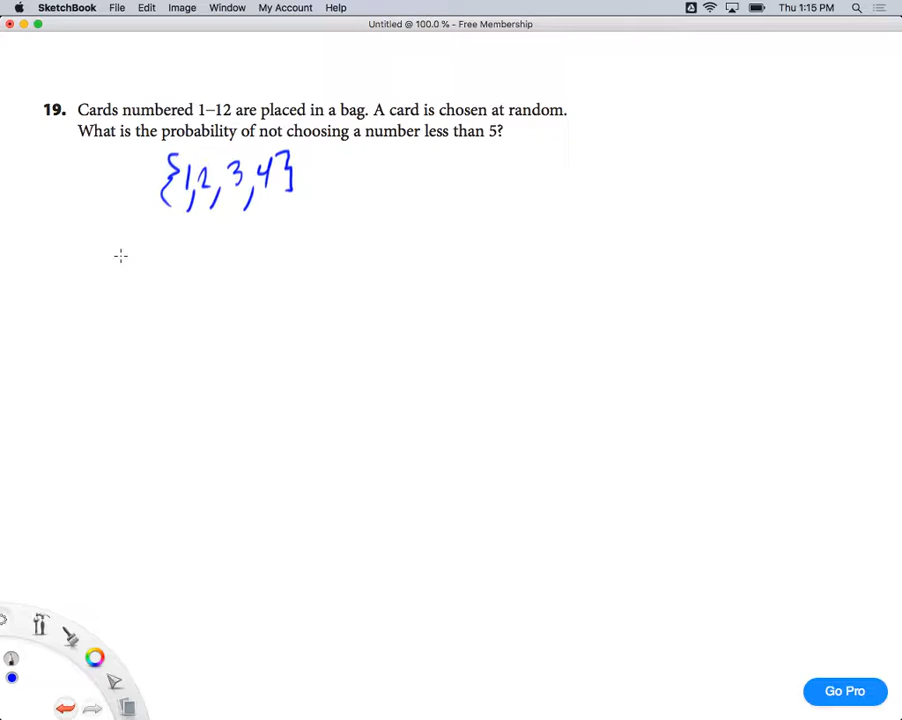 SketchBook File Edit Image Window My Account Help Thu 1:15 PM
Untitled @ 100.0 % - Free Membership
19. Cards numbered 1–12 are placed in a bag. A card is chosen at random.
What is the probability of not choosing a number less than 5?
{1,2,3,4}
Go Pro